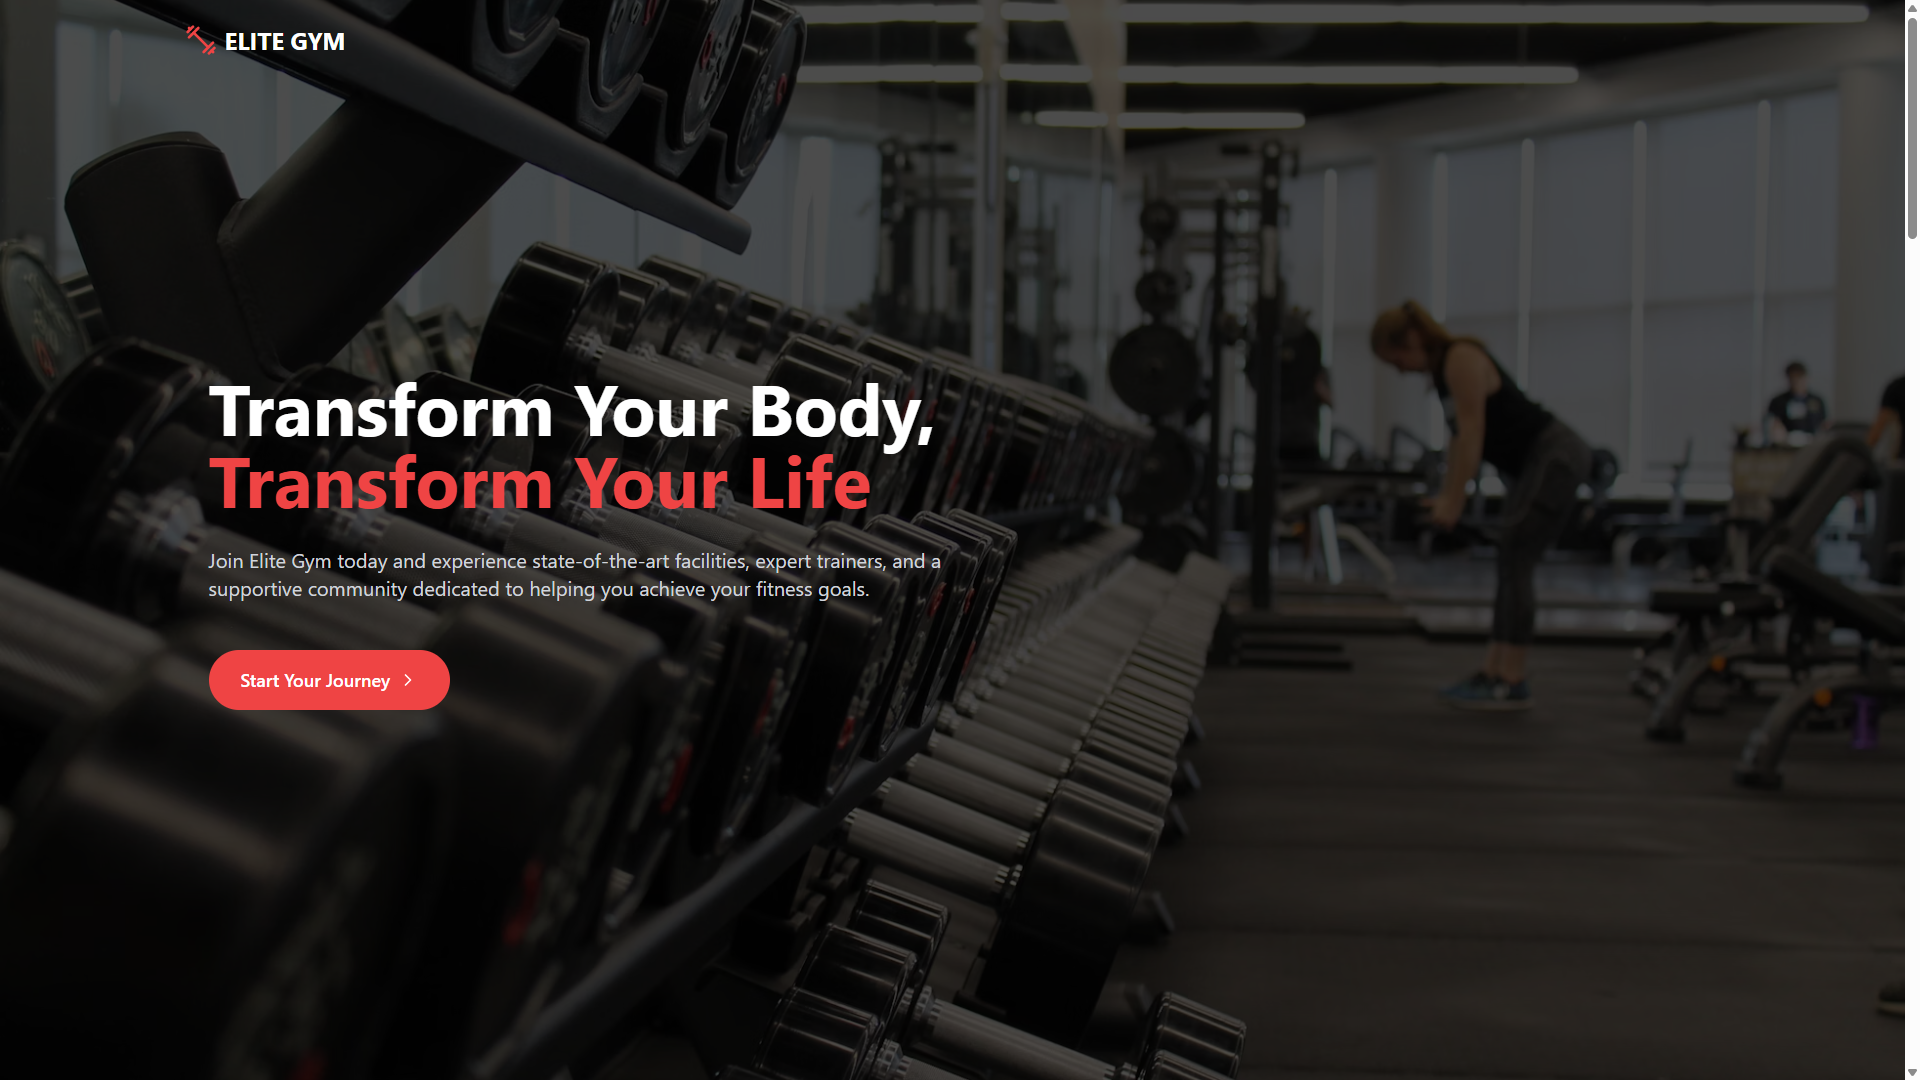 ELITE GYM
Transform Your Body,
Transform Your Life
Join Elite Gym today and experience state-of-the-art facilities, expert trainers, and a
supportive community dedicated to helping you achieve your fitness goals.
Start Your Journey